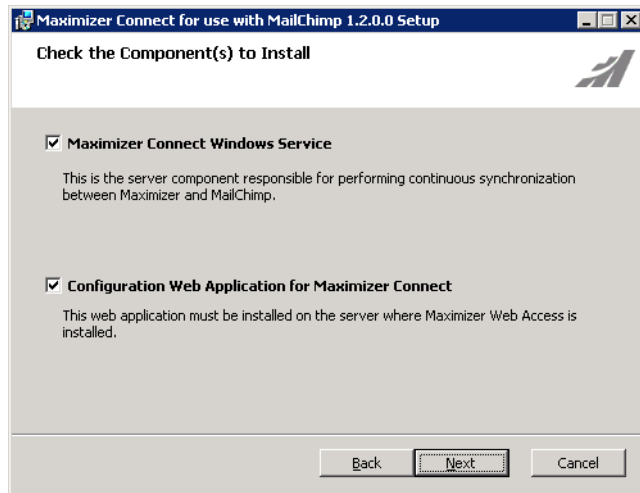 Maximizer Connect for use with MailChimp 1.2.0.0 Setup
Check the Component(s) to Install
Maximizer Connect Windows Service
This is the server component responsible for performing continuous synchronization
between Maximizer and MailChimp.
Configuration Web Application for Maximizer Connect
This web application must be installed on the server where Maximizer Web Access is
installed.
Back Next Cancel